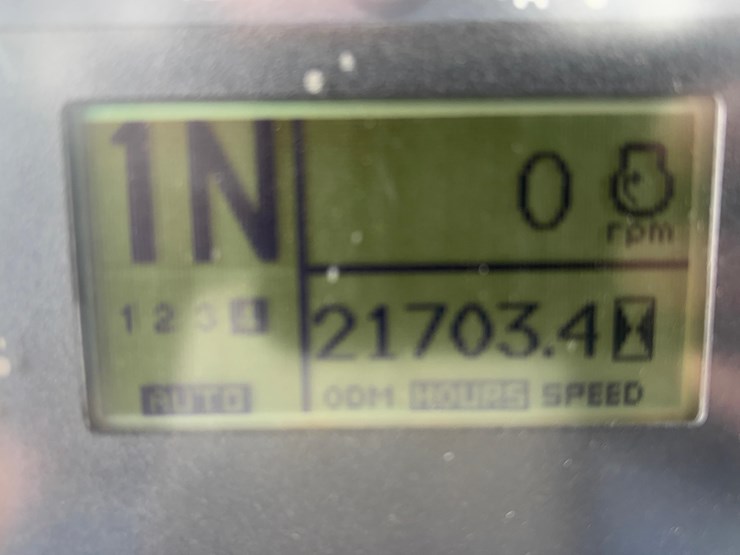 1N
0
rpm
1 2 3 4
21703.4
AUTO
ODM HOURS SPEED